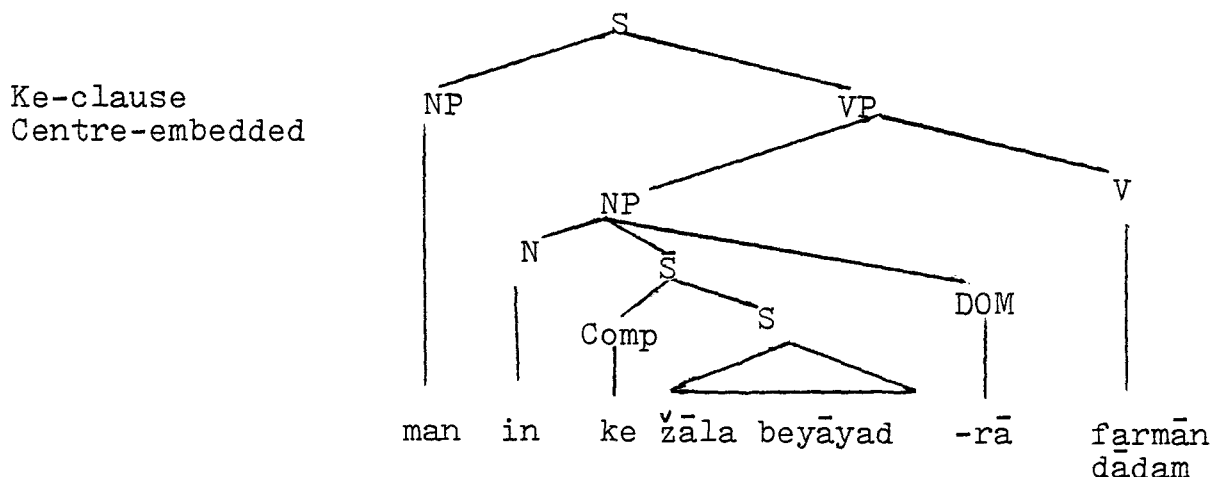 S
Ke-clause
Centre-embedded
NP
VP
NP
V
N
S̄
DOM
Comp
S
man in ke žāla beyāyad -rā farmān
dādam